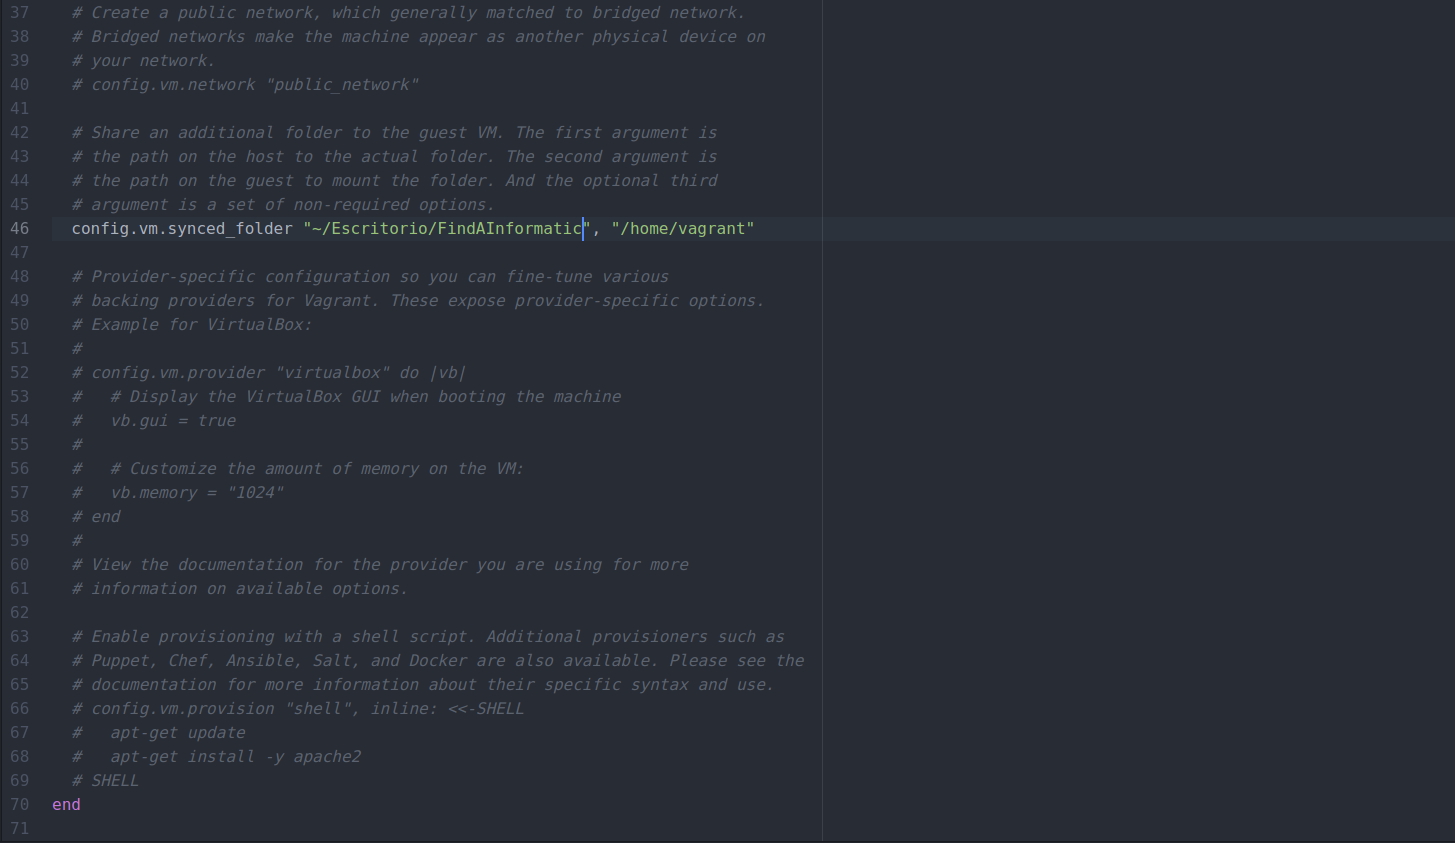 37 # Create a public network, which generally matched to bridged network.
38 # Bridged networks make the machine appear as another physical device on
39 # your network.
40 # config.vm.network "public_network"
41
42 # Share an additional folder to the guest VM. The first argument is
43 # the path on the host to the actual folder. The second argument is
44 # the path on the guest to mount the folder. And the optional third
45 # argument is a set of non-required options.
46 config.vm.synced_folder "~/Escritorio/FindAInformatic", "/home/vagrant"
47
48 # Provider-specific configuration so you can fine-tune various
49 # backing providers for Vagrant. These expose provider-specific options.
50 # Example for VirtualBox:
51 #
52 # config.vm.provider "virtualbox" do |vb|
53 #   # Display the VirtualBox GUI when booting the machine
54 #   vb.gui = true
55 #
56 #   # Customize the amount of memory on the VM:
57 #   vb.memory = "1024"
58 # end
59 #
60 # View the documentation for the provider you are using for more
61 # information on available options.
62
63 # Enable provisioning with a shell script. Additional provisioners such as
64 # Puppet, Chef, Ansible, Salt, and Docker are also available. Please see the
65 # documentation for more information about their specific syntax and use.
66 # config.vm.provision "shell", inline: <<-SHELL
67 #   apt-get update
68 #   apt-get install -y apache2
69 # SHELL
70 end
71